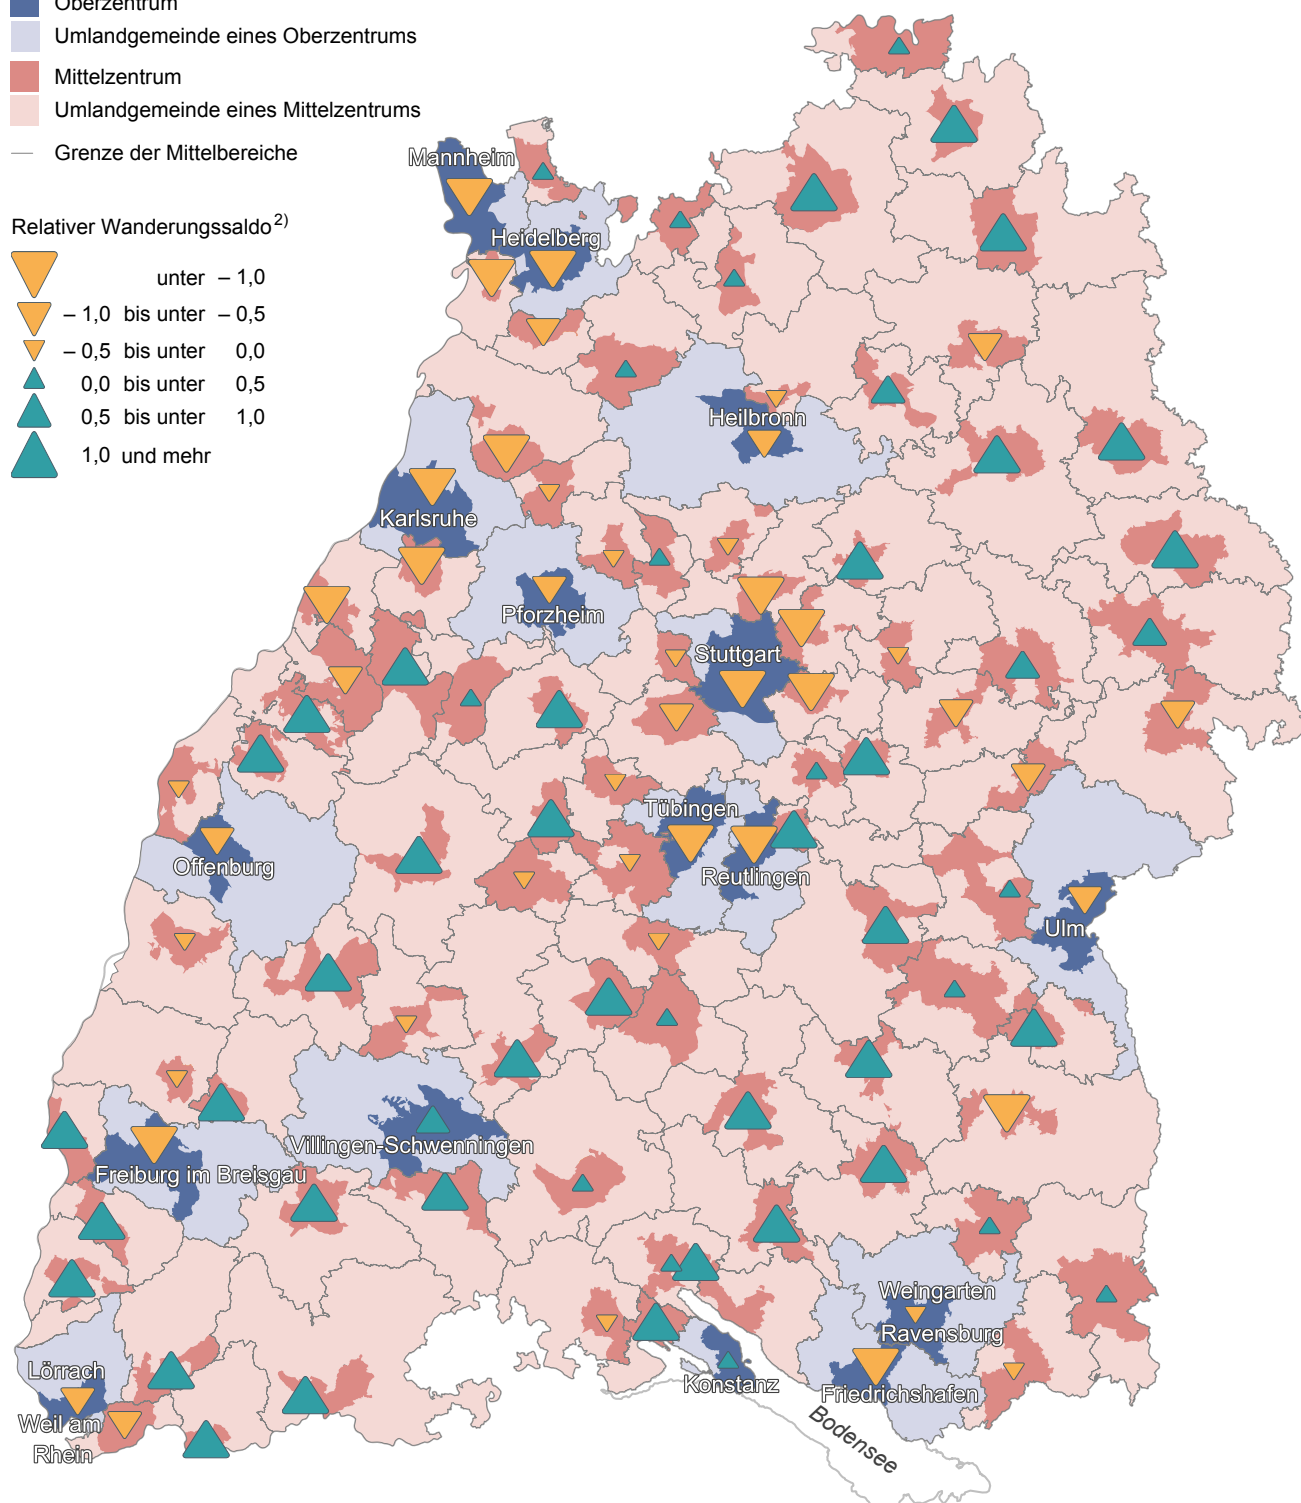 Oberzentrum
Umlandgemeinde eines Oberzentrums
Mittelzentrum
Umlandgemeinde eines Mittelzentrums
Grenze der Mittelbereiche
Relativer Wanderungssaldo2)
unter – 1,0
– 1,0 bis unter – 0,5
– 0,5 bis unter 0,0
0,0 bis unter 0,5
0,5 bis unter 1,0
1,0 und mehr
Mannheim
Heidelberg
Heilbronn
Karlsruhe
Pforzheim
Stuttgart
Tübingen
Offenburg
Reutlingen
Ulm
Villingen-Schwenningen
Freiburg im Breisgau
Weingarten
Ravensburg
Lörrach
Konstanz
Friedrichshafen
Weil am
Rhein
Bodensee